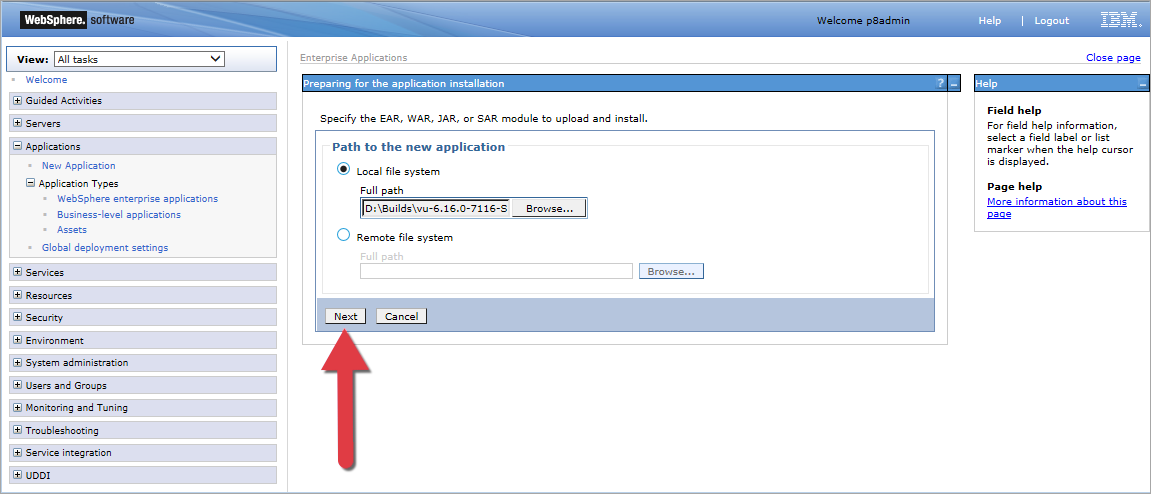 WebSphere. software
Welcome p8admin
Help | Logout
IBM.
View: All tasks
Welcome
Guided Activities
Servers
Applications
New Application
Application Types
WebSphere enterprise applications
Business-level applications
Assets
Global deployment settings
Services
Resources
Security
Environment
System administration
Users and Groups
Monitoring and Tuning
Troubleshooting
Service integration
UDDI
Enterprise Applications
Close page
Preparing for the application installation
?
Specify the EAR, WAR, JAR, or SAR module to upload and install.
Path to the new application
Local file system
Full path
D:\Builds\vu-6.16.0-7116-S Browse...
Remote file system
Full path
Browse...
Next Cancel
Help
Field help
For field help information,
select a field label or list
marker when the help cursor
is displayed.
Page help
More information about this
page